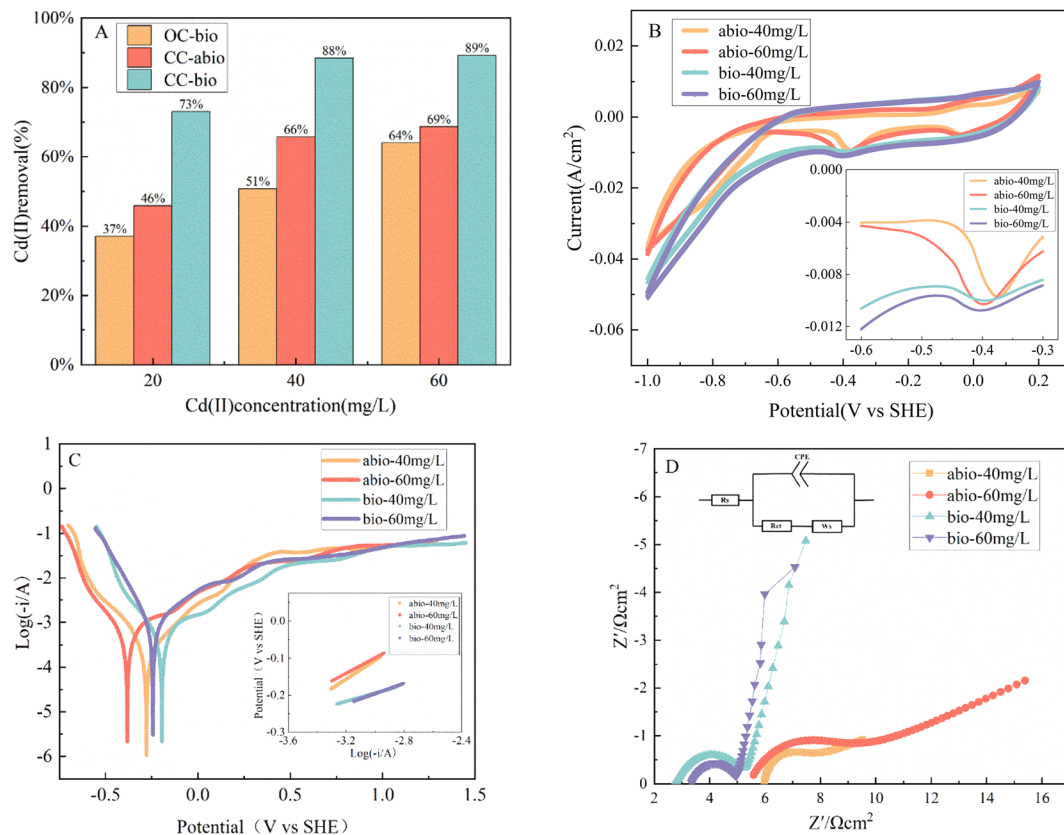 A
OC-bio
CC-abio
CC-bio
100%
80%
60%
40%
20%
0%
37%
46%
73%
51%
66%
88%
64%
69%
89%
20
40
60
Cd(II)removal(%)
Cd(II)concentration(mg/L)
B
abio-40mg/L
abio-60mg/L
bio-40mg/L
bio-60mg/L
0.02
0.00
-0.02
-0.04
-0.06
Current(A/cm²)
-1.0
-0.8
-0.6
-0.4
-0.2
0.0
0.2
Potential(V vs SHE)
0.000
-0.004
-0.008
-0.012
-0.6
-0.5
-0.4
-0.3
abio-40mg/L
abio-60mg/L
bio-40mg/L
bio-60mg/L
C
abio-40mg/L
abio-60mg/L
bio-40mg/L
bio-60mg/L
1
0
-1
-2
-3
-4
-5
-6
Log(-i/A)
-0.5
0.0
0.5
1.0
1.5
Potential（V vs SHE）
abio-40mg/L
abio-60mg/L
bio-40mg/L
bio-60mg/L
0.0
-0.1
-0.2
-0.3
Potential（V vs SHE）
-3.6
-3.2
-2.8
-2.4
Log(-i/A)
D
CPE
Rs
Rct
Ws
abio-40mg/L
abio-60mg/L
bio-40mg/L
bio-60mg/L
-7
-6
-5
-4
-3
-2
-1
0
Z'/Ωcm²
2
4
6
8
10
12
14
16
Z'/Ωcm²